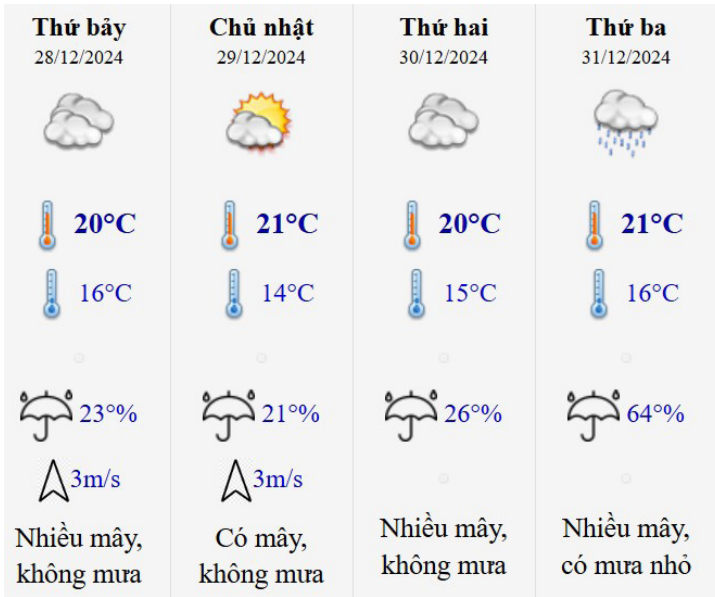 Thứ bảy
28/12/2024
20°C
16°C
23°%
3m/s
Nhiều mây,
không mưa
Chủ nhật
29/12/2024
21°C
14°C
21°%
3m/s
Có mây,
không mưa
Thứ hai
30/12/2024
20°C
15°C
26°%
Nhiều mây,
không mưa
Thứ ba
31/12/2024
21°C
16°C
64°%
Nhiều mây,
có mưa nhỏ